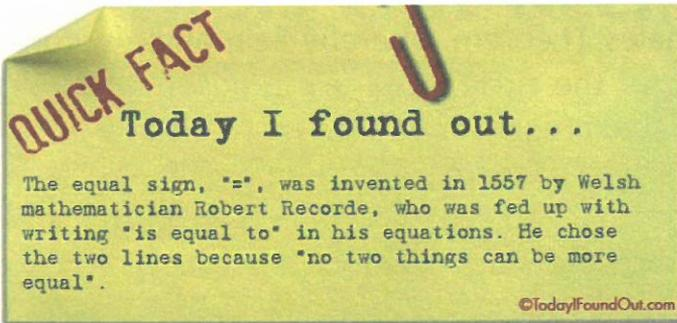 QUICK FACT
Today I found out...
The equal sign, "=", was invented in 1557 by Welsh
mathematician Robert Recorde, who was fed up with
writing "is equal to" in his equations. He chose
the two lines because "no two things can be more
equal".
©TodayIFoundOut.com